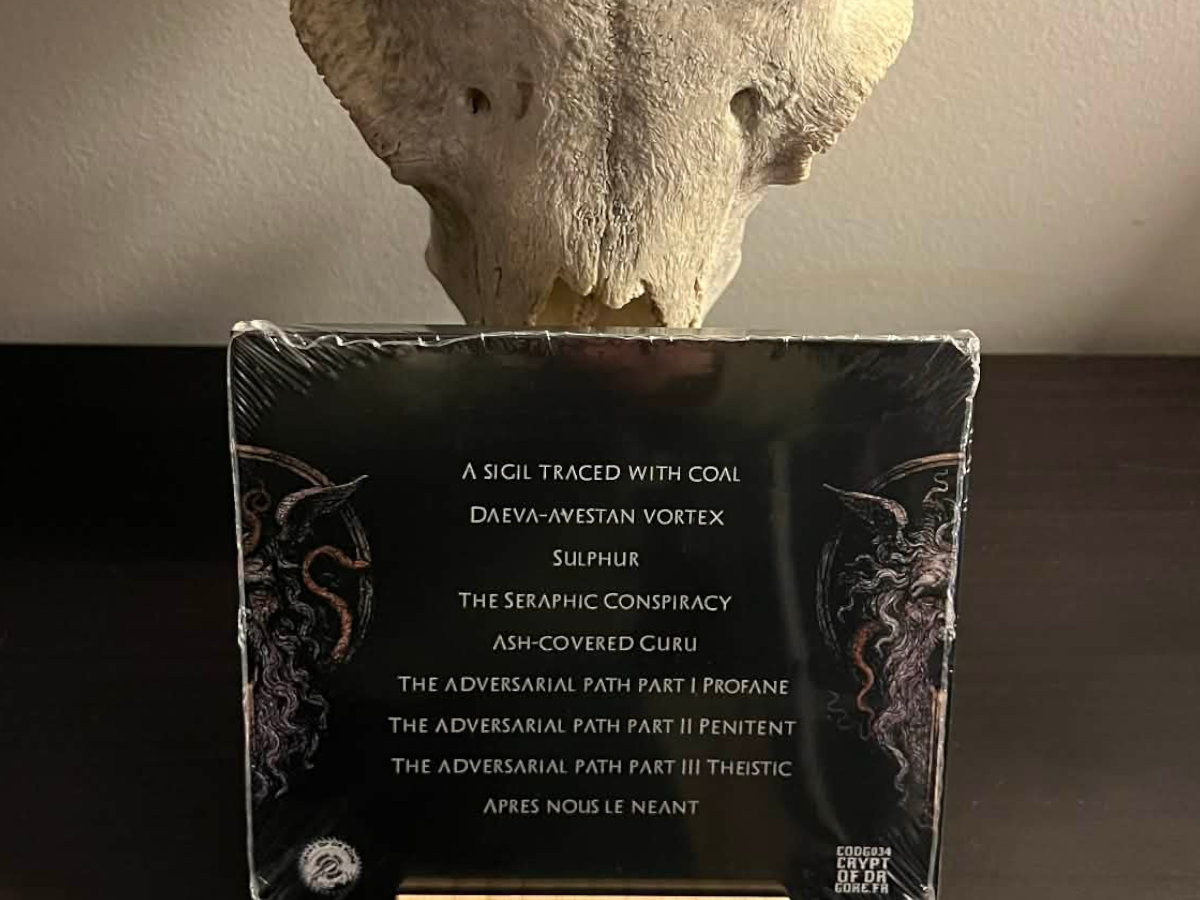 A SIGIL TRACED WITH COAL
DAEVA-AVESTAN VORTEX
SULPHUR
THE SERAPHIC CONSPIRACY
ASH-COVERED GURU
THE ADVERSARIAL PATH PART I PROFANE
THE ADVERSARIAL PATH PART II PENITENT
THE ADVERSARIAL PATH PART III THEISTIC
APRES NOUS LE NEANT
CODG034
CRYPT
OF DR
GORE.FR